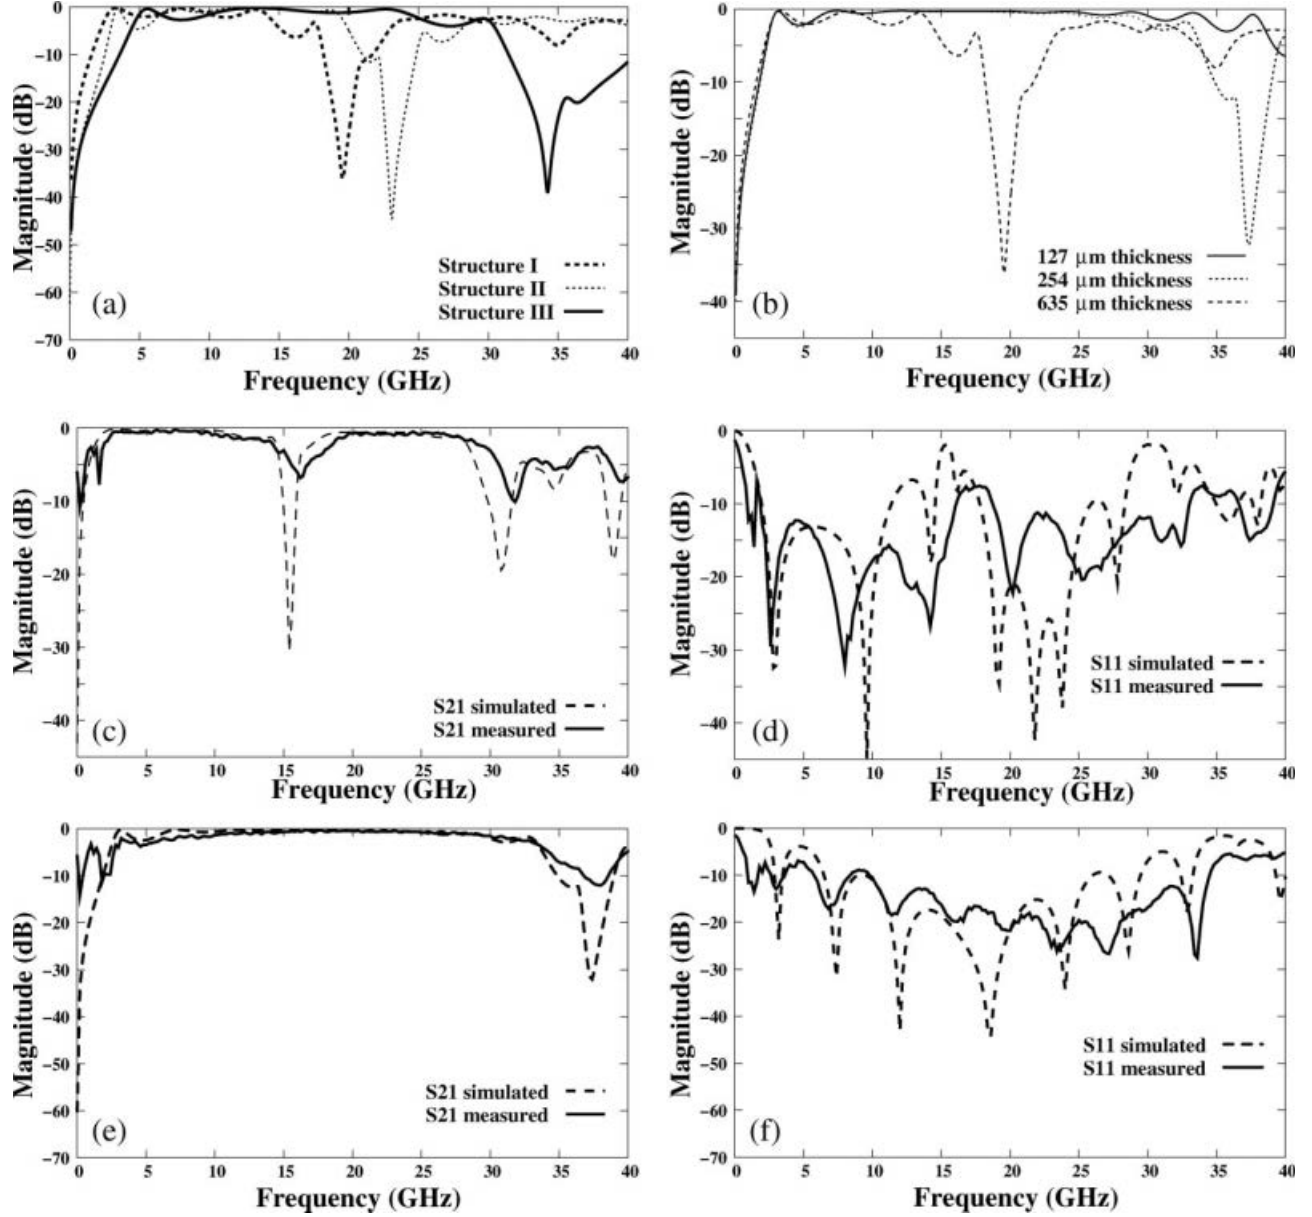 0
−10
−20
−30
−40
−50
−60
−70
Magnitude (dB)
Structure I
Structure II
Structure III
(a)
0 5 10 15 20 25 30 35 40
Frequency (GHz)
0
−10
−20
−30
−40
Magnitude (dB)
127 μm thickness
254 μm thickness
635 μm thickness
(b)
0 5 10 15 20 25 30 35 40
Frequency (GHz)
0
−10
−20
−30
−40
Magnitude (dB)
S21 simulated
S21 measured
(c)
0 5 10 15 20 25 30 35 40
Frequency (GHz)
0
−10
−20
−30
−40
Magnitude (dB)
S11 simulated
S11 measured
(d)
0 5 10 15 20 25 30 35 40
Frequency (GHz)
0
−10
−20
−30
−40
−50
−60
−70
Magnitude (dB)
S21 simulated
S21 measured
(e)
0 5 10 15 20 25 30 35 40
Frequency (GHz)
0
−10
−20
−30
−40
−50
−60
−70
Magnitude (dB)
S11 simulated
S11 measured
(f)
0 5 10 15 20 25 30 35 40
Frequency (GHz)